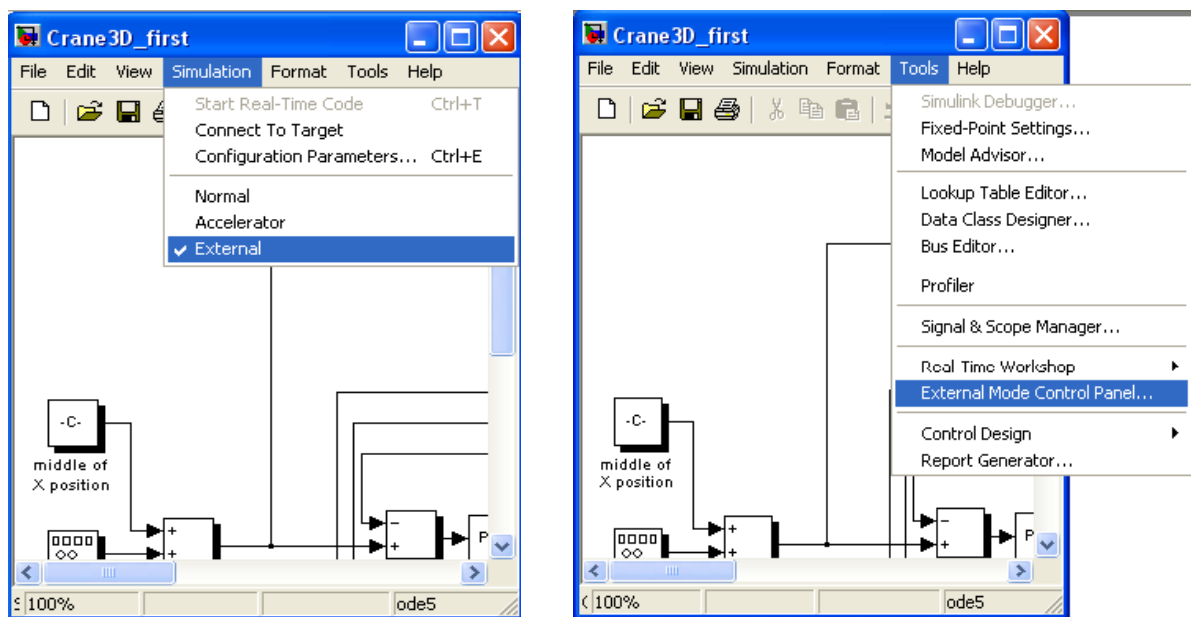 Crane3D_first
File Edit View Simulation Format Tools Help
Start Real-Time Code Ctrl+T
Connect To Target
Configuration Parameters... Ctrl+E
Normal
Accelerator
External
-C-
middle of
X position
+
+
-
+
P
100% ode5
Crane3D_first
File Edit View Simulation Format Tools Help
Simulink Debugger...
Fixed-Point Settings...
Model Advisor...
Lookup Table Editor...
Data Class Designer...
Bus Editor...
Profiler
Signal & Scope Manager...
Real-Time Workshop
External Mode Control Panel...
Control Design
Report Generator...
-C-
middle of
X position
+
+
-
+
P
100% ode5